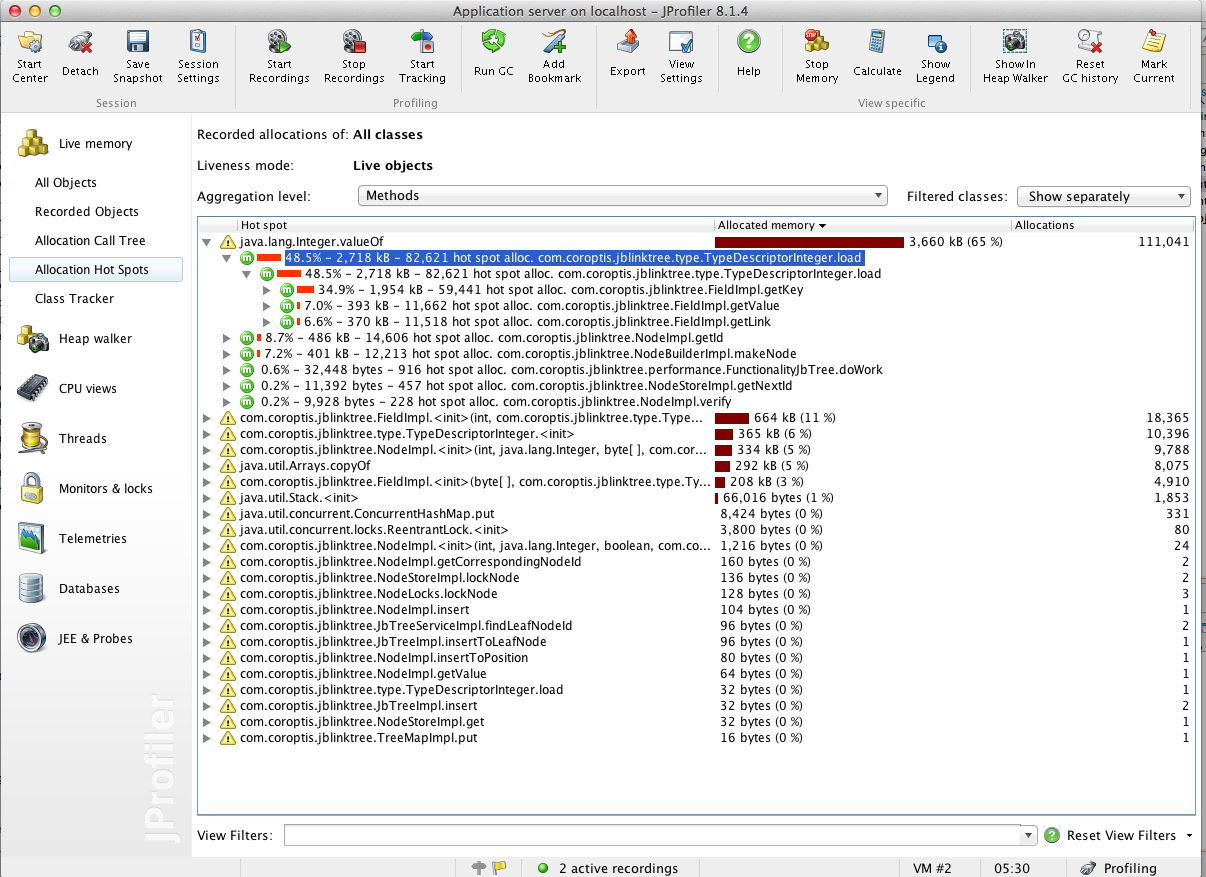 Application server on localhost – JProfiler 8.1.4
Start Center
Detach
Save Snapshot
Session Settings
Start Recordings
Stop Recordings
Start Tracking
Run GC
Add Bookmark
Export
View Settings
Help
Stop Memory
Calculate
Show Legend
Show In Heap Walker
Reset GC history
Mark Current
Session
Profiling
View specific
Live memory
All Objects
Recorded Objects
Allocation Call Tree
Allocation Hot Spots
Class Tracker
Heap walker
CPU views
Threads
Monitors & locks
Telemetries
Databases
JEE & Probes
JProfiler
Recorded allocations of: All classes
Liveness mode: Live objects
Aggregation level: Methods Filtered classes: Show separately
Hot spot Allocated memory Allocations
java.lang.Integer.valueOf 3,660 kB (65 %) 111,041
48.5% – 2,718 kB – 82,621 hot spot alloc. com.coroptis.jblinktree.type.TypeDescriptorInteger.load
48.5% – 2,718 kB – 82,621 hot spot alloc. com.coroptis.jblinktree.type.TypeDescriptorInteger.load
34.9% – 1,954 kB – 59,441 hot spot alloc. com.coroptis.jblinktree.FieldImpl.getKey
7.0% – 393 kB – 11,662 hot spot alloc. com.coroptis.jblinktree.FieldImpl.getValue
6.6% – 370 kB – 11,518 hot spot alloc. com.coroptis.jblinktree.FieldImpl.getLink
8.7% – 486 kB – 14,606 hot spot alloc. com.coroptis.jblinktree.NodeImpl.getId
7.2% – 401 kB – 12,213 hot spot alloc. com.coroptis.jblinktree.NodeBuilderImpl.makeNode
0.6% – 32,448 bytes – 916 hot spot alloc. com.coroptis.jblinktree.performance.FunctionalityJbTree.doWork
0.2% – 11,392 bytes – 457 hot spot alloc. com.coroptis.jblinktree.NodeStoreImpl.getNextId
0.2% – 9,928 bytes – 228 hot spot alloc. com.coroptis.jblinktree.NodeImpl.verify
com.coroptis.jblinktree.FieldImpl.<init>(int, com.coroptis.jblinktree.type.Type... 664 kB (11 %) 18,365
com.coroptis.jblinktree.type.TypeDescriptorInteger.<init> 365 kB (6 %) 10,396
com.coroptis.jblinktree.NodeImpl.<init>(int, java.lang.Integer, byte[ ], com.cor... 334 kB (5 %) 9,788
java.util.Arrays.copyOf 292 kB (5 %) 8,075
com.coroptis.jblinktree.FieldImpl.<init>(byte[ ], com.coroptis.jblinktree.type.Ty... 208 kB (3 %) 4,910
java.util.Stack.<init> 66,016 bytes (1 %) 1,853
java.util.concurrent.ConcurrentHashMap.put 8,424 bytes (0 %) 331
java.util.concurrent.locks.ReentrantLock.<init> 3,800 bytes (0 %) 80
com.coroptis.jblinktree.NodeImpl.<init>(int, java.lang.Integer, boolean, com.co... 1,216 bytes (0 %) 24
com.coroptis.jblinktree.NodeImpl.getCorrespondingNodeId 160 bytes (0 %) 2
com.coroptis.jblinktree.NodeStoreImpl.lockNode 136 bytes (0 %) 2
com.coroptis.jblinktree.NodeLocks.lockNode 128 bytes (0 %) 3
com.coroptis.jblinktree.NodeImpl.insert 104 bytes (0 %) 1
com.coroptis.jblinktree.JbTreeServiceImpl.findLeafNodeId 96 bytes (0 %) 2
com.coroptis.jblinktree.JbTreeImpl.insertToLeafNode 96 bytes (0 %) 1
com.coroptis.jblinktree.NodeImpl.insertToPosition 80 bytes (0 %) 1
com.coroptis.jblinktree.NodeImpl.getValue 64 bytes (0 %) 1
com.coroptis.jblinktree.type.TypeDescriptorInteger.load 32 bytes (0 %) 1
com.coroptis.jblinktree.JbTreeImpl.insert 32 bytes (0 %) 2
com.coroptis.jblinktree.NodeStoreImpl.get 32 bytes (0 %) 1
com.coroptis.jblinktree.TreeMapImpl.put 16 bytes (0 %) 1
View Filters: Reset View Filters
2 active recordings VM #2 05:30 Profiling